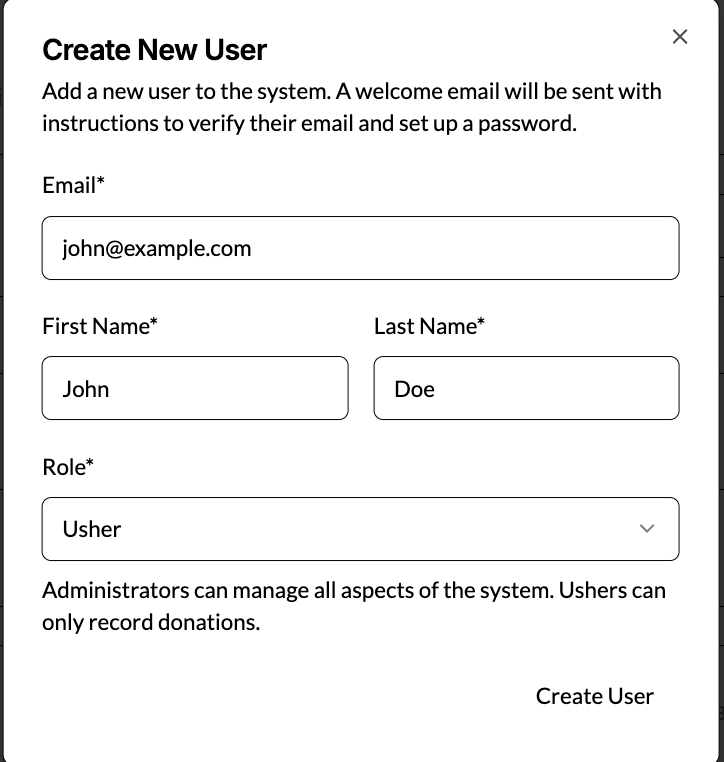 Create New User
Add a new user to the system. A welcome email will be sent with
instructions to verify their email and set up a password.
Email*
john@example.com
First Name* Last Name*
John Doe
Role*
Usher
Administrators can manage all aspects of the system. Ushers can
only record donations.
Create User